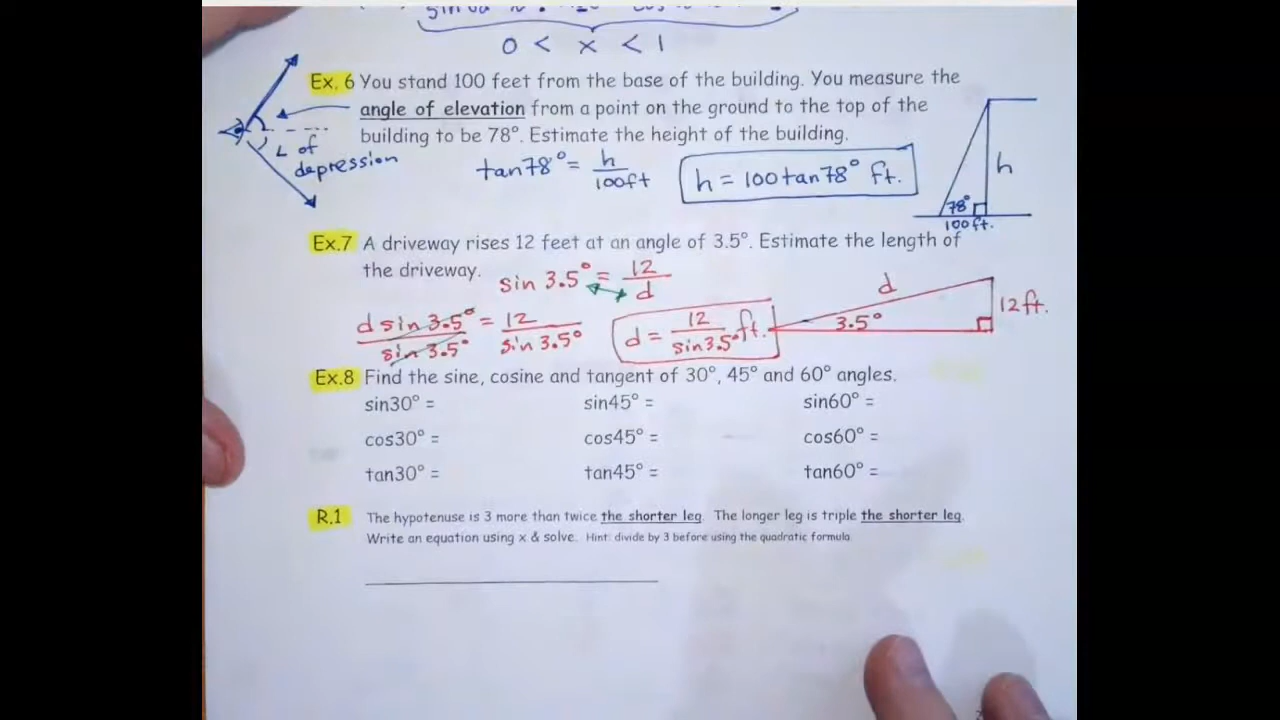 0 < x < 1
Ex. 6 You stand 100 feet from the base of the building. You measure the
angle of elevation from a point on the ground to the top of the
building to be 78°. Estimate the height of the building.
∠ of
depression
tan78° = h/100ft
h = 100tan78° ft.
h
78°
100ft.
Ex.7 A driveway rises 12 feet at an angle of 3.5°. Estimate the length of
the driveway.
sin 3.5° = 12/d
d sin 3.5°/sin 3.5° = 12/sin 3.5°
d = 12/sin3.5° ft.
d
3.5°
12ft.
Ex.8 Find the sine, cosine and tangent of 30°, 45° and 60° angles.
sin30° = sin45° = sin60° =
cos30° = cos45° = cos60° =
tan30° = tan45° = tan60° =
R.1 The hypotenuse is 3 more than twice the shorter leg. The longer leg is triple the shorter leg.
Write an equation using x & solve. Hint: divide by 3 before using the quadratic formula.